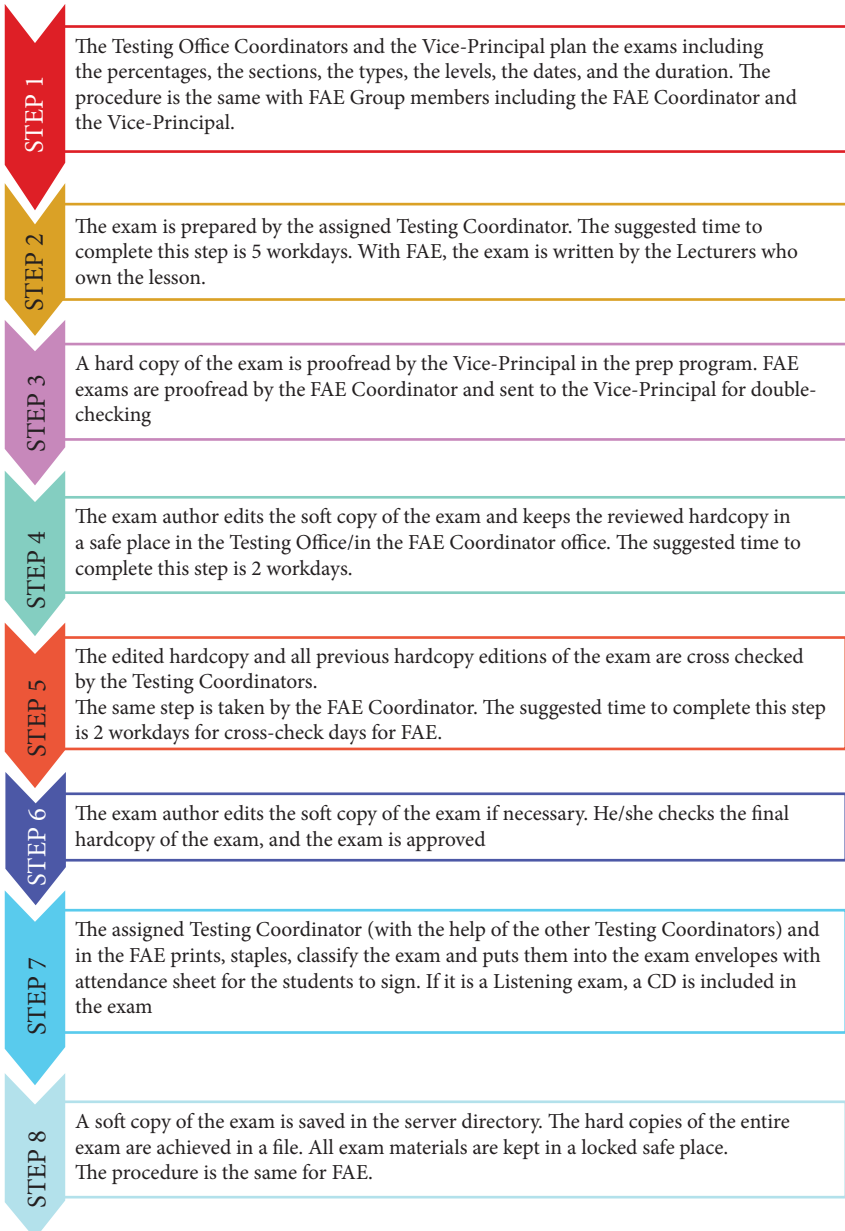 STEP 1
The Testing Office Coordinators and the Vice-Principal plan the exams including
the percentages, the sections, the types, the levels, the dates, and the duration. The
procedure is the same with FAE Group members including the FAE Coordinator and
the Vice-Principal.
STEP 2
The exam is prepared by the assigned Testing Coordinator. The suggested time to
complete this step is 5 workdays. With FAE, the exam is written by the Lecturers who
own the lesson.
STEP 3
A hard copy of the exam is proofread by the Vice-Principal in the prep program. FAE
exams are proofread by the FAE Coordinator and sent to the Vice-Principal for double-
checking
STEP 4
The exam author edits the soft copy of the exam and keeps the reviewed hardcopy in
a safe place in the Testing Office/in the FAE Coordinator office. The suggested time to
complete this step is 2 workdays.
STEP 5
The edited hardcopy and all previous hardcopy editions of the exam are cross checked
by the Testing Coordinators.
The same step is taken by the FAE Coordinator. The suggested time to complete this step
is 2 workdays for cross-check days for FAE.
STEP 6
The exam author edits the soft copy of the exam if necessary. He/she checks the final
hardcopy of the exam, and the exam is approved
STEP 7
The assigned Testing Coordinator (with the help of the other Testing Coordinators) and
in the FAE prints, staples, classify the exam and puts them into the exam envelopes with
attendance sheet for the students to sign. If it is a Listening exam, a CD is included in
the exam
STEP 8
A soft copy of the exam is saved in the server directory. The hard copies of the entire
exam are achieved in a file. All exam materials are kept in a locked safe place.
The procedure is the same for FAE.